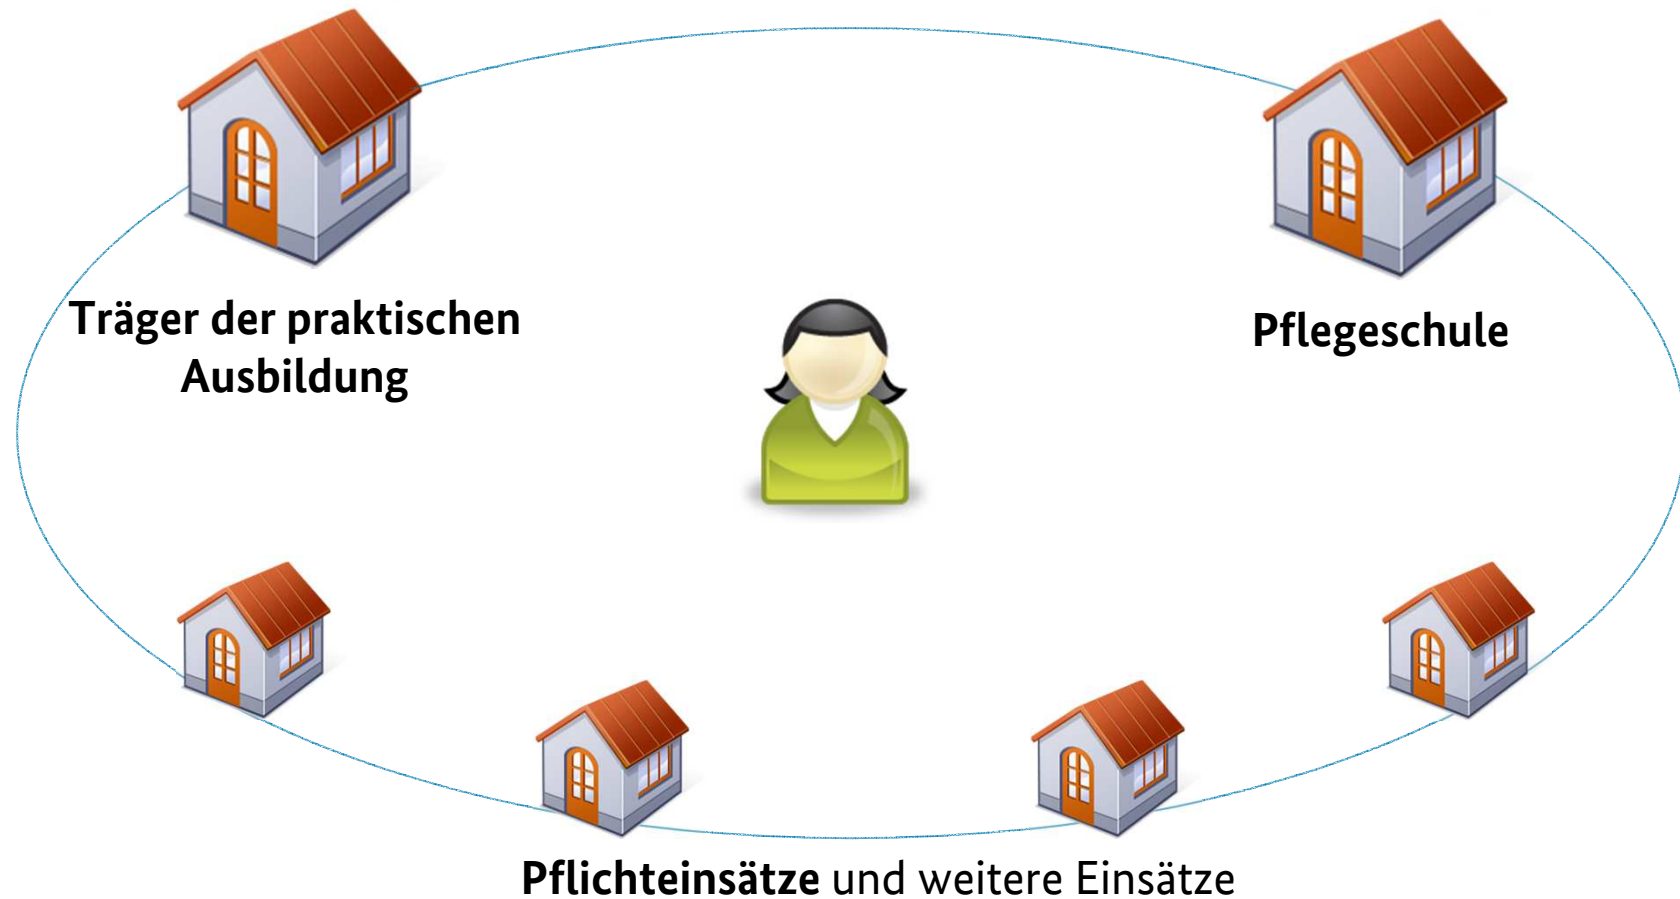 Träger der praktischen
Ausbildung
Pflegeschule
Pflichteinsätze und weitere Einsätze